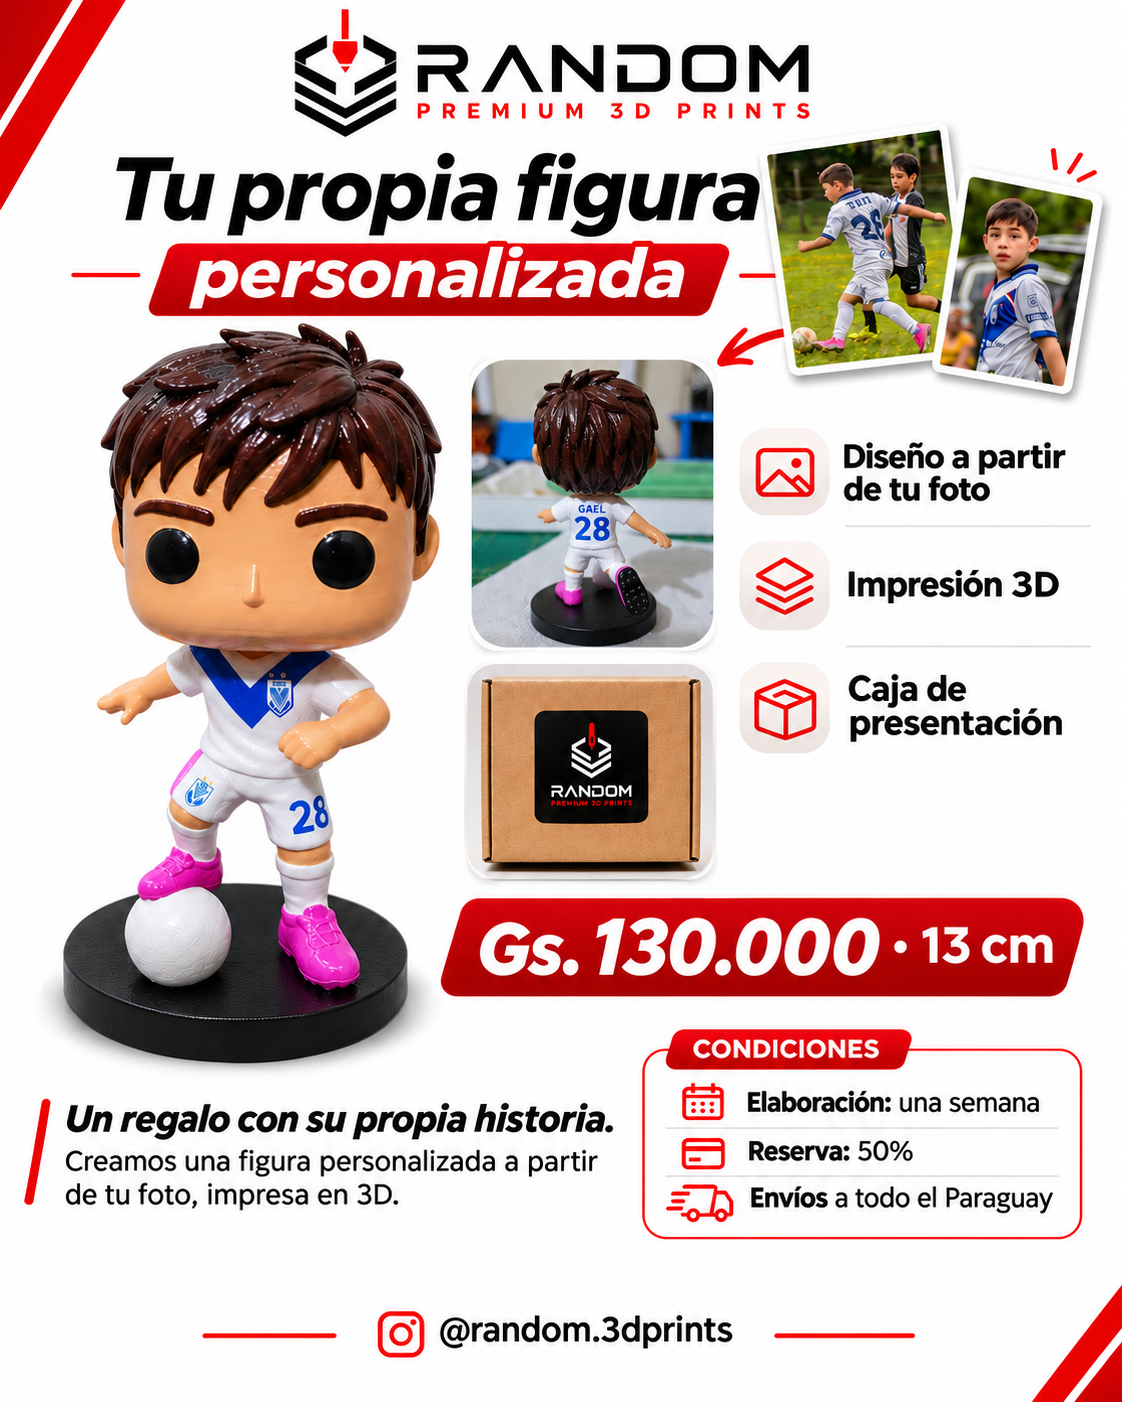 RANDOM
PREMIUM 3D PRINTS
Tu propia figura
personalizada
26
GAEL
28
28
Diseño a partir
de tu foto
Impresión 3D
Caja de
presentación
RANDOM
PREMIUM 3D PRINTS
Gs. 130.000 • 13 cm
CONDICIONES
Elaboración: una semana
Reserva: 50%
Envíos a todo el Paraguay
Un regalo con su propia historia.
Creamos una figura personalizada a partir
de tu foto, impresa en 3D.
@random.3dprints